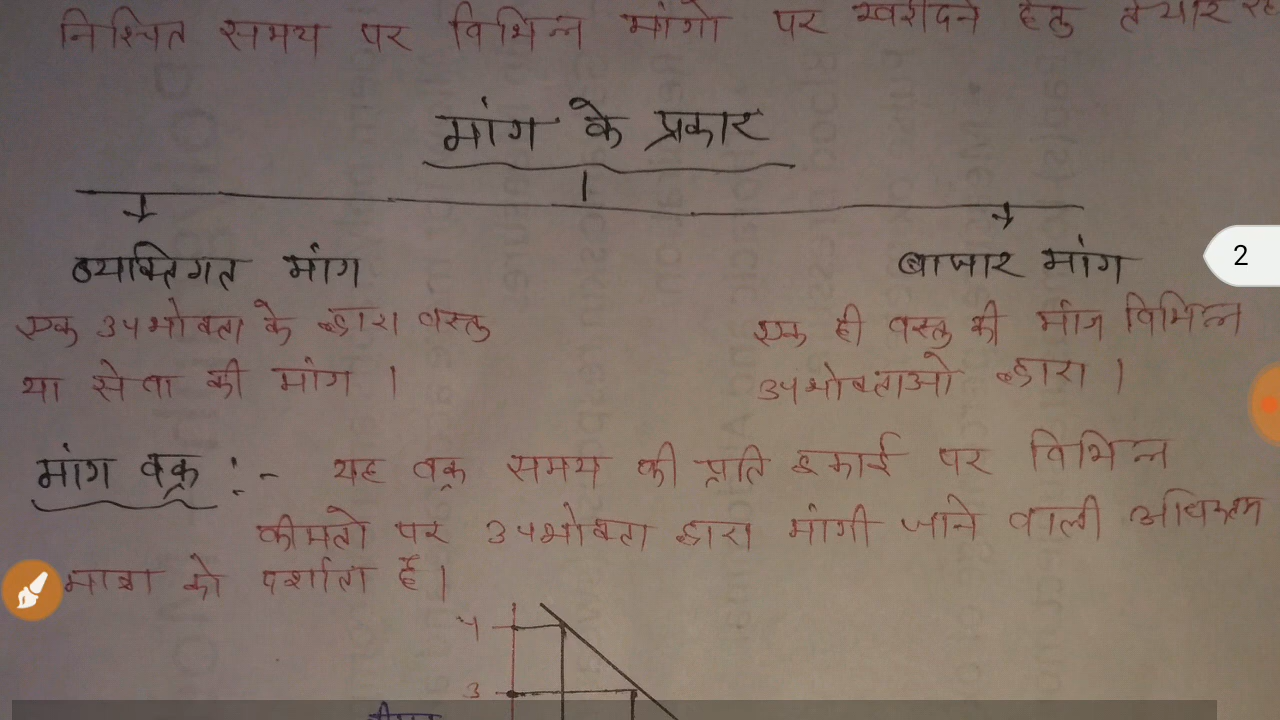 निश्चित समय पर विभिन्न मांगो पर खरीदने हेतु तैयार
मांग के प्रकार
व्यक्तिगत मांग
बाजार मांग
2
एक उपभोक्ता के द्वारा वस्तु
या सेवा की मांग ।
एक ही वस्तु की मांग विभिन्न
उपभोक्ताओ द्वारा ।
मांग वक्र :- यह वक्र समय की प्रति इकाई पर विभिन्न
कीमतो पर उपभोक्ता द्वारा मांगी जाने वाली अधिकतम
मात्रा को दर्शाता है।
4
3